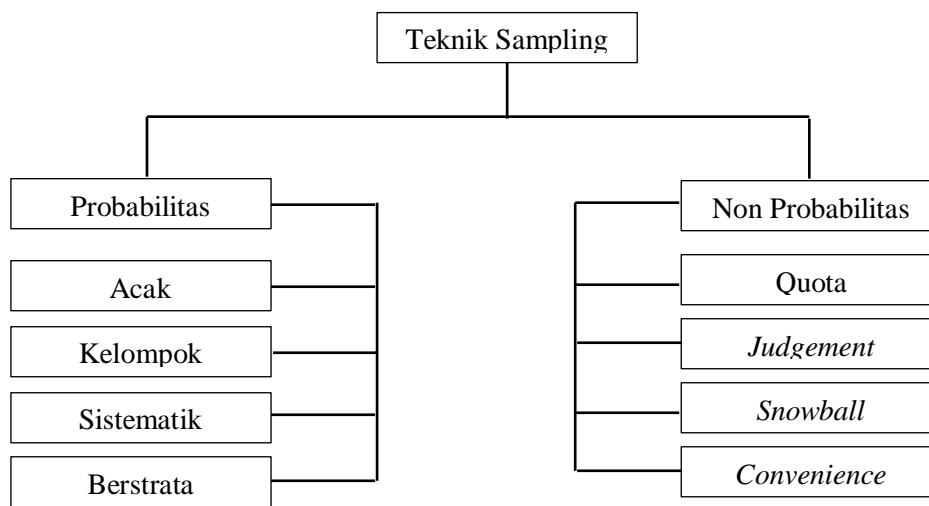 Teknik Sampling
Probabilitas
Acak
Kelompok
Sistematik
Berstrata
Non Probabilitas
Quota
Judgement
Snowball
Convenience